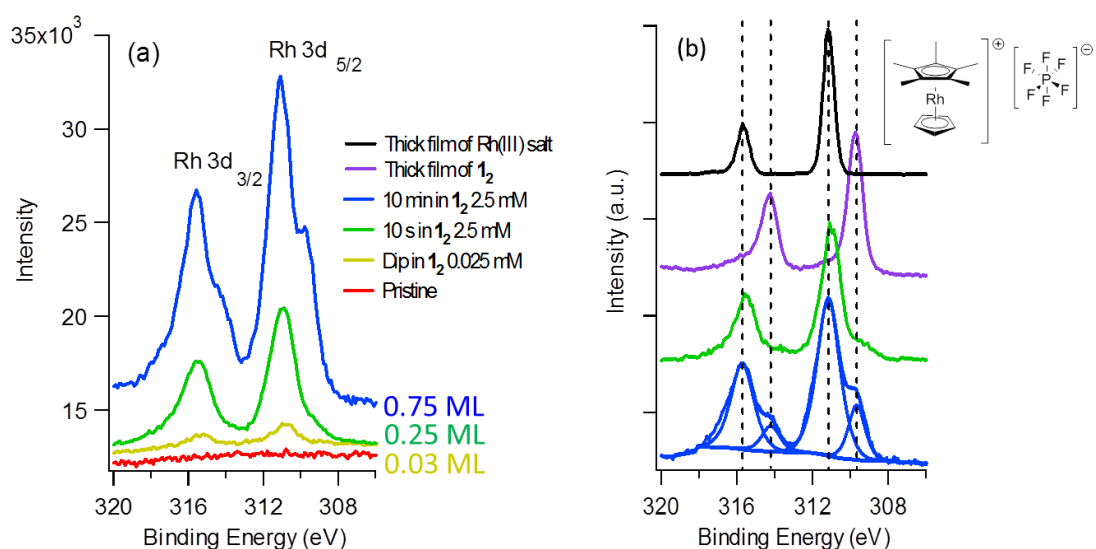 35x10³
30
25
20
15
320
316
312
308
Binding Energy (eV)
Intensity
(a)
Rh 3d 5/2
Rh 3d 3/2
Thick film of Rh(III) salt
Thick film of 1₂
10 min in 1₂ 2.5 mM
10 s in 1₂ 2.5 mM
Dip in 1₂ 0.025 mM
Pristine
0.75 ML
0.25 ML
0.03 ML
(b)
Intensity (a.u.)
320
316
312
308
Binding Energy (eV)
Rh
⊕
F
F
F
P
F
F
F
⊖